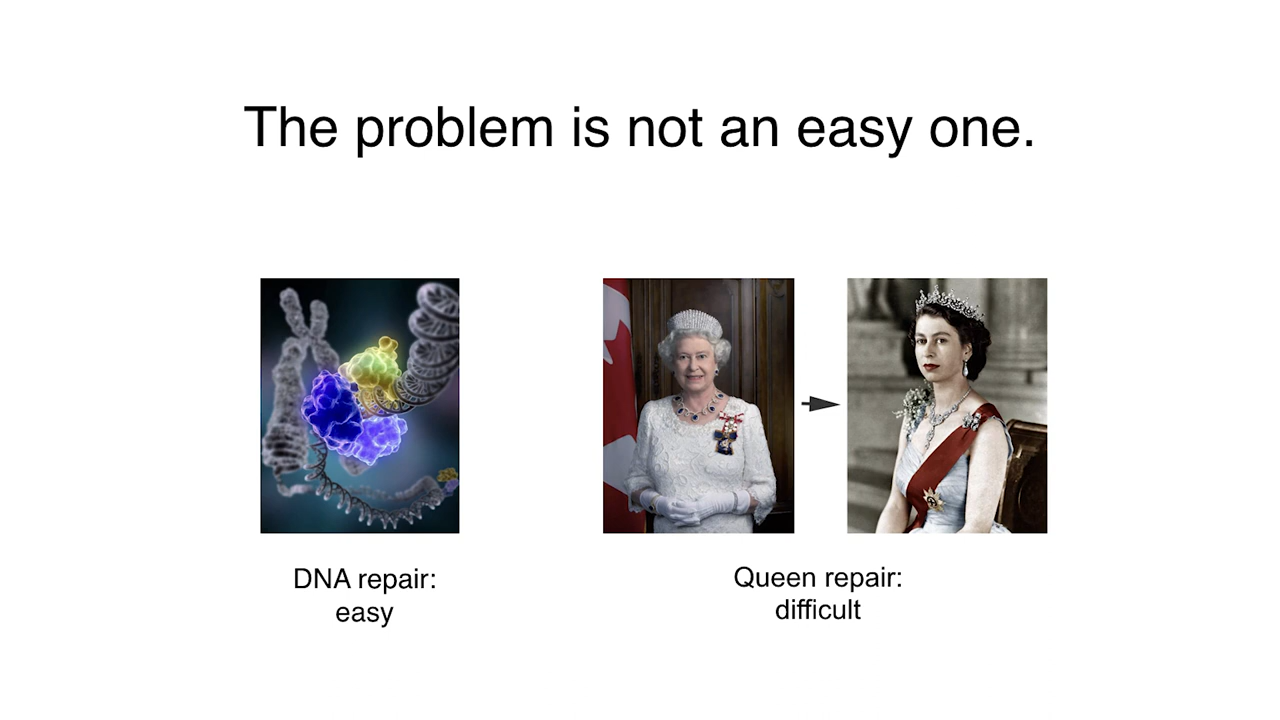 The problem is not an easy one.
DNA repair:
easy
Queen repair:
difficult